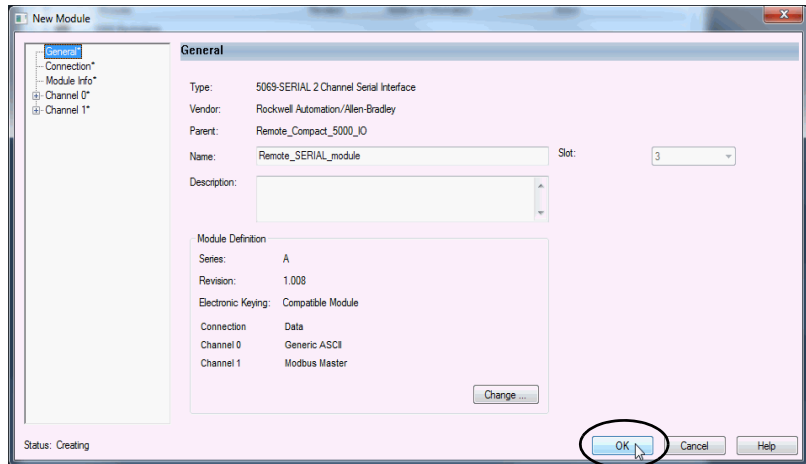 New Module
General*
Connection*
Module Info*
Channel 0*
Channel 1*
General
Type: 5069-SERIAL 2 Channel Serial Interface
Vendor: Rockwell Automation/Allen-Bradley
Parent: Remote_Compact_5000_IO
Name: Remote_SERIAL_module Slot: 3
Description:
Module Definition
Series: A
Revision: 1.008
Electronic Keying: Compatible Module
Connection Data
Channel 0 Generic ASCII
Channel 1 Modbus Master
Change ...
Status: Creating OK Cancel Help